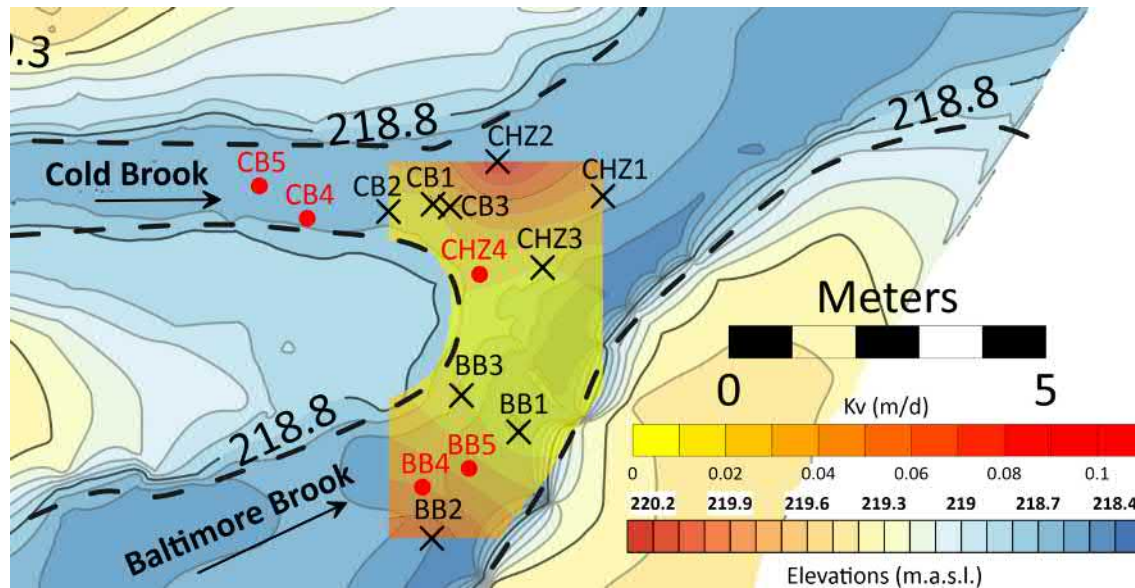 9.3
218.8
218.8
CHZ2
CB5
Cold Brook
CB4
CB2
CB1
CB3
CHZ1
CHZ4
CHZ3
Meters
0 5
BB3
BB1
218.8
BB4
BB5
BB2
Baltimore Brook
Kv (m/d)
0 0.02 0.04 0.06 0.08 0.1
220.2 219.9 219.6 219.3 219 218.7 218.4
Elevations (m.a.s.l.)